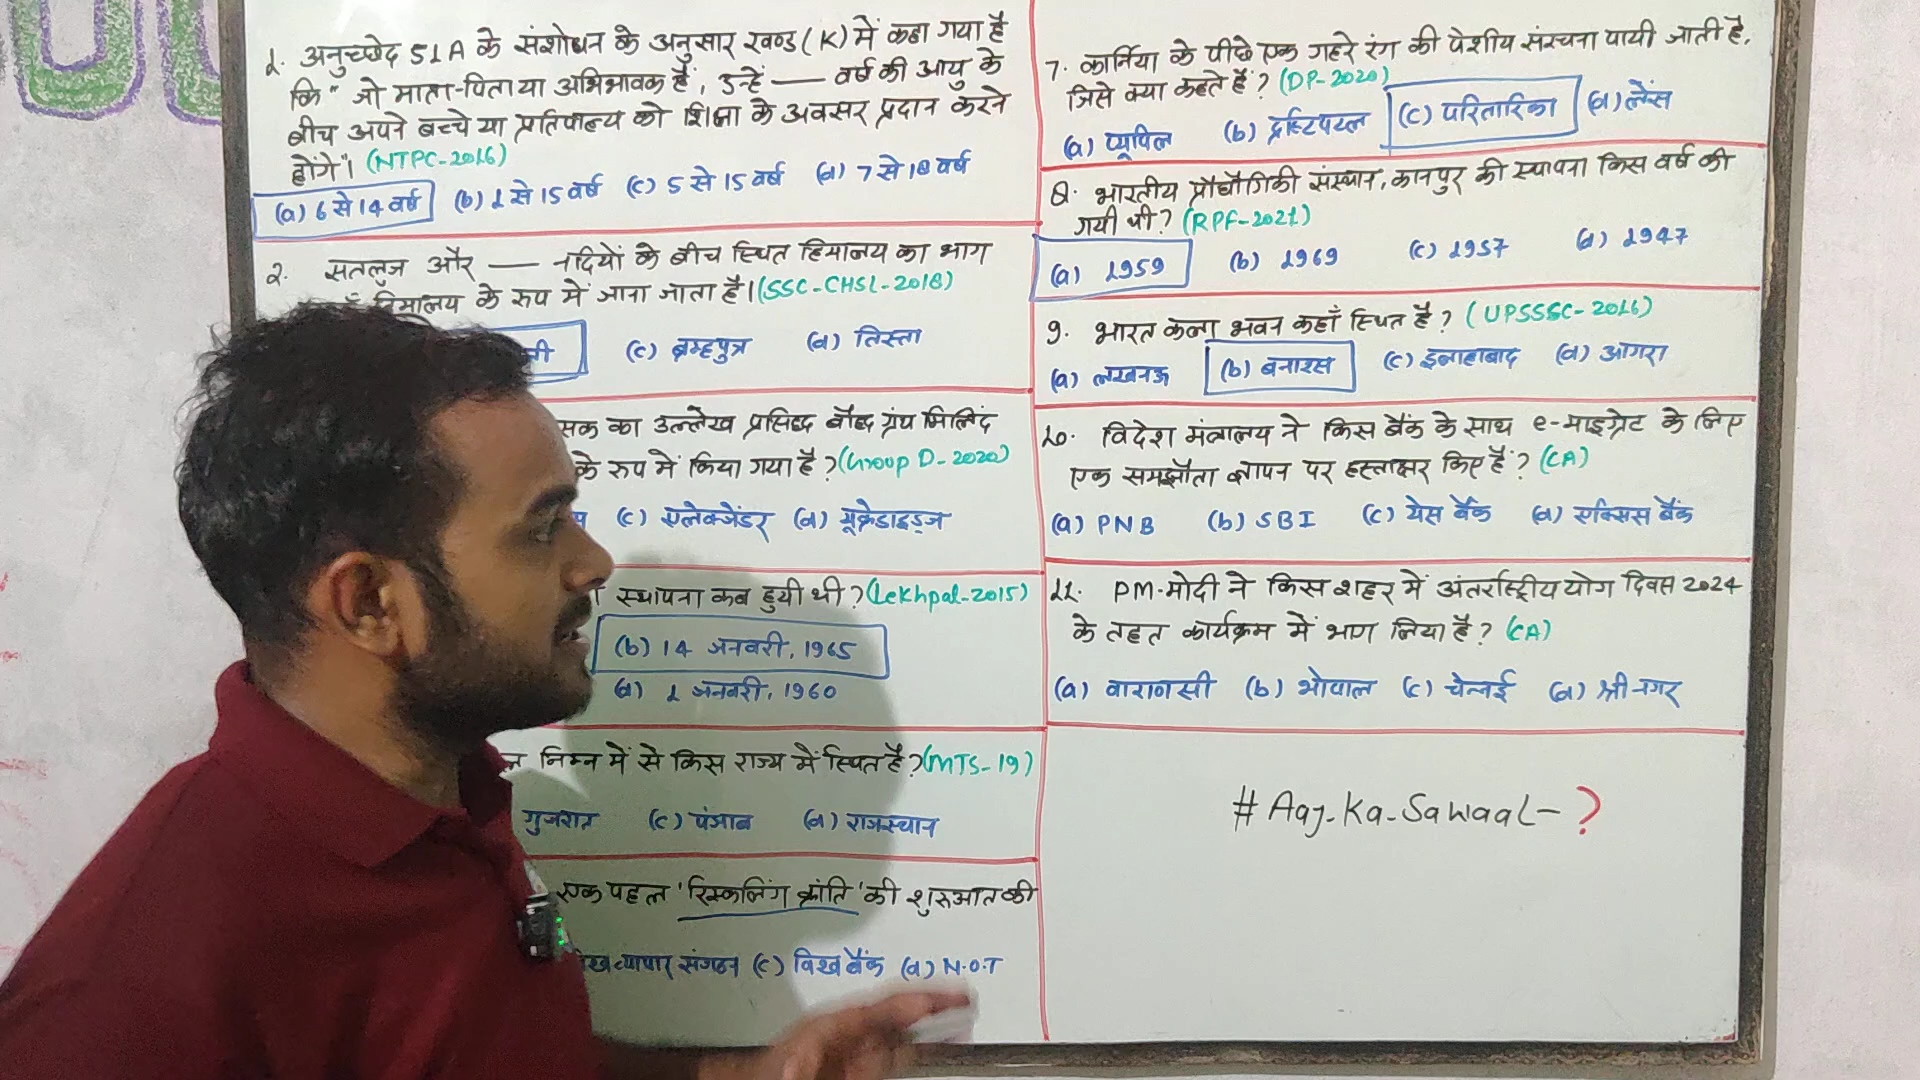 1. अनुच्छेद 51A के संशोधन के अनुसार खण्ड (K) में कहा गया है
कि "जो माता-पिता या अभिभावक हैं, उन्हें — वर्ष की आयु के
बीच अपने बच्चे या प्रतिपाल्य को शिक्षा के अवसर प्रदान करने
होंगे"। (NTPC-2016)
(a) 6 से 14 वर्ष (b) 1 से 15 वर्ष (c) 5 से 15 वर्ष (d) 7 से 18 वर्ष
2. सतलुज और — नदियों के बीच स्थित हिमालय का भाग
हिमालय के रूप में जाना जाता है। (SSC-CHSL-2018)
(c) ब्रम्हपुत्र (d) तिस्ता
सक का उल्लेख प्रसिद्ध बौद्ध ग्रंथ मिलिंद
के रूप में किया गया है? (Group D-2020)
(c) एलेक्जेंडर (d) यूक्रेडाइड्ज
स्थापना कब हुयी थी? (Lekhpal-2015)
(b) 14 जनवरी, 1965
(d) 1 जनवरी, 1960
निम्न में से किस राज्य में स्थित है? (MTS-19)
गुजरात (c) पंजाब (d) राजस्थान
एक पहल 'रिस्कलिंग क्रांति' की शुरुआत की
व्यापार संगठन (c) विश्व बैंक (d) N.O.T
7. कार्निया के पीछे एक गहरे रंग की पेशीय संरचना पायी जाती है,
जिसे क्या कहते हैं? (DP-2020)
(a) प्यूपिल (b) दृष्टिपटल (c) परितारिका (d) लेंस
8. भारतीय प्रौद्यौगिकी संस्थान, कानपुर की स्थापना किस वर्ष की
गयी थी? (RPF-2021)
(a) 1959 (b) 1969 (c) 1957 (d) 1947
9. भारत कला भवन कहाँ स्थित है? (UPSSSC-2016)
(a) लखनऊ (b) बनारस (c) इलाहाबाद (d) आगरा
10. विदेश मंत्रालय ने किस बैंक के साथ e-माइग्रेट के लिए
एक समझौता ज्ञापन पर हस्ताक्षर किए हैं? (CA)
(a) PNB (b) SBI (c) येस बैंक (d) एक्सिस बैंक
11. PM-मोदी ने किस शहर में अंतर्राष्ट्रीय योग दिवस 2024
के तहत कार्यक्रम में भाग लिया है? (CA)
(a) वाराणसी (b) भोपाल (c) चेन्नई (d) श्रीनगर
# Aaj-Ka-Sawaal-?